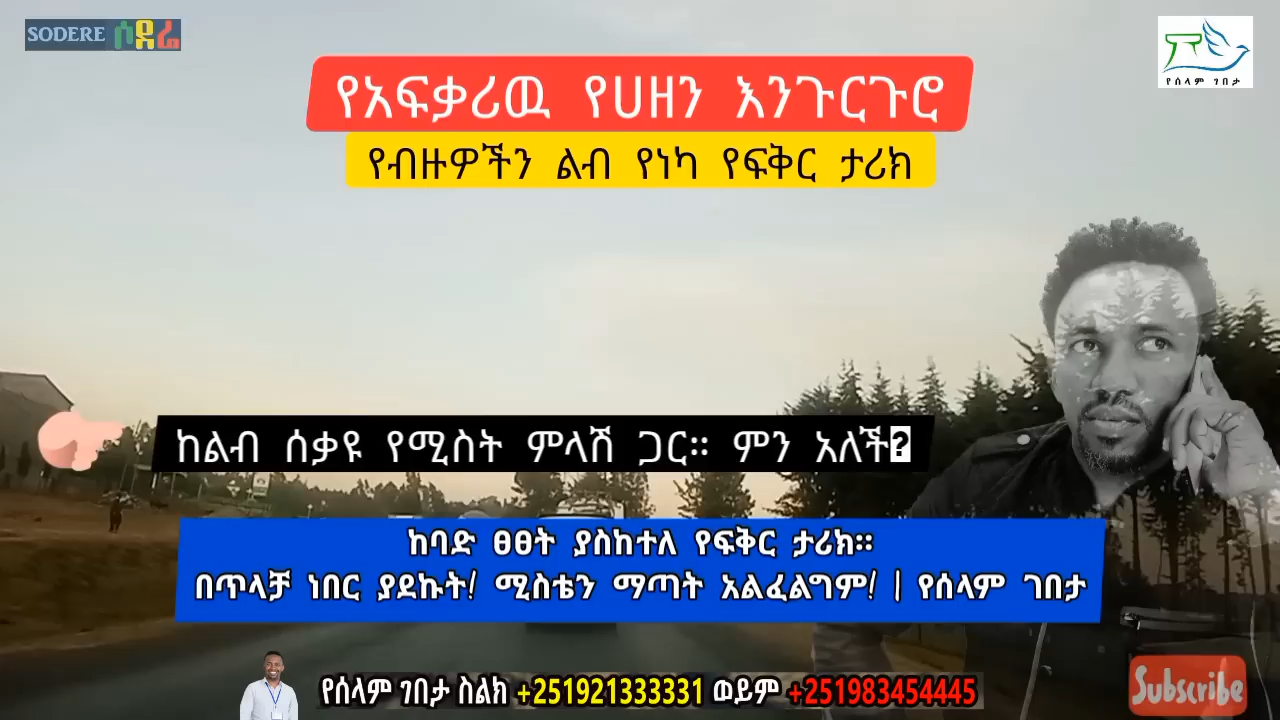 SODERE ሶደሬ
የሰላም ገበታ
የአፍቃሪዉ የሀዘን እንጉርጉሮ
የብዙዎችን ልብ የነካ የፍቅር ታሪክ
ከልብ ሰቃዩ የሚስት ምላሽ ጋር። ምን አለች
ከባድ ፀፀት ያስከተለ የፍቅር ታሪክ።
በጥላቻ ነበር ያደኩት! ሚስቴን ማጣት አልፈልግም! | የሰላም ገበታ
የሰላም ገበታ ስልክ +251921333331 ወይም +251983454445
Subscribe